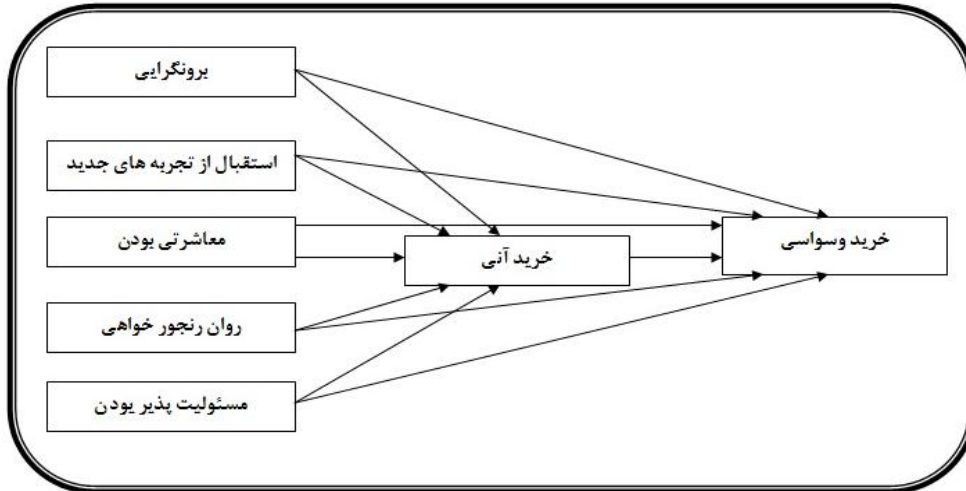 برونگرایی
استقبال از تجربه های جدید
معاشرتی بودن
روان رنجور خواهی
مسئولیت پذیر بودن
خرید آنی
خرید وسواسی